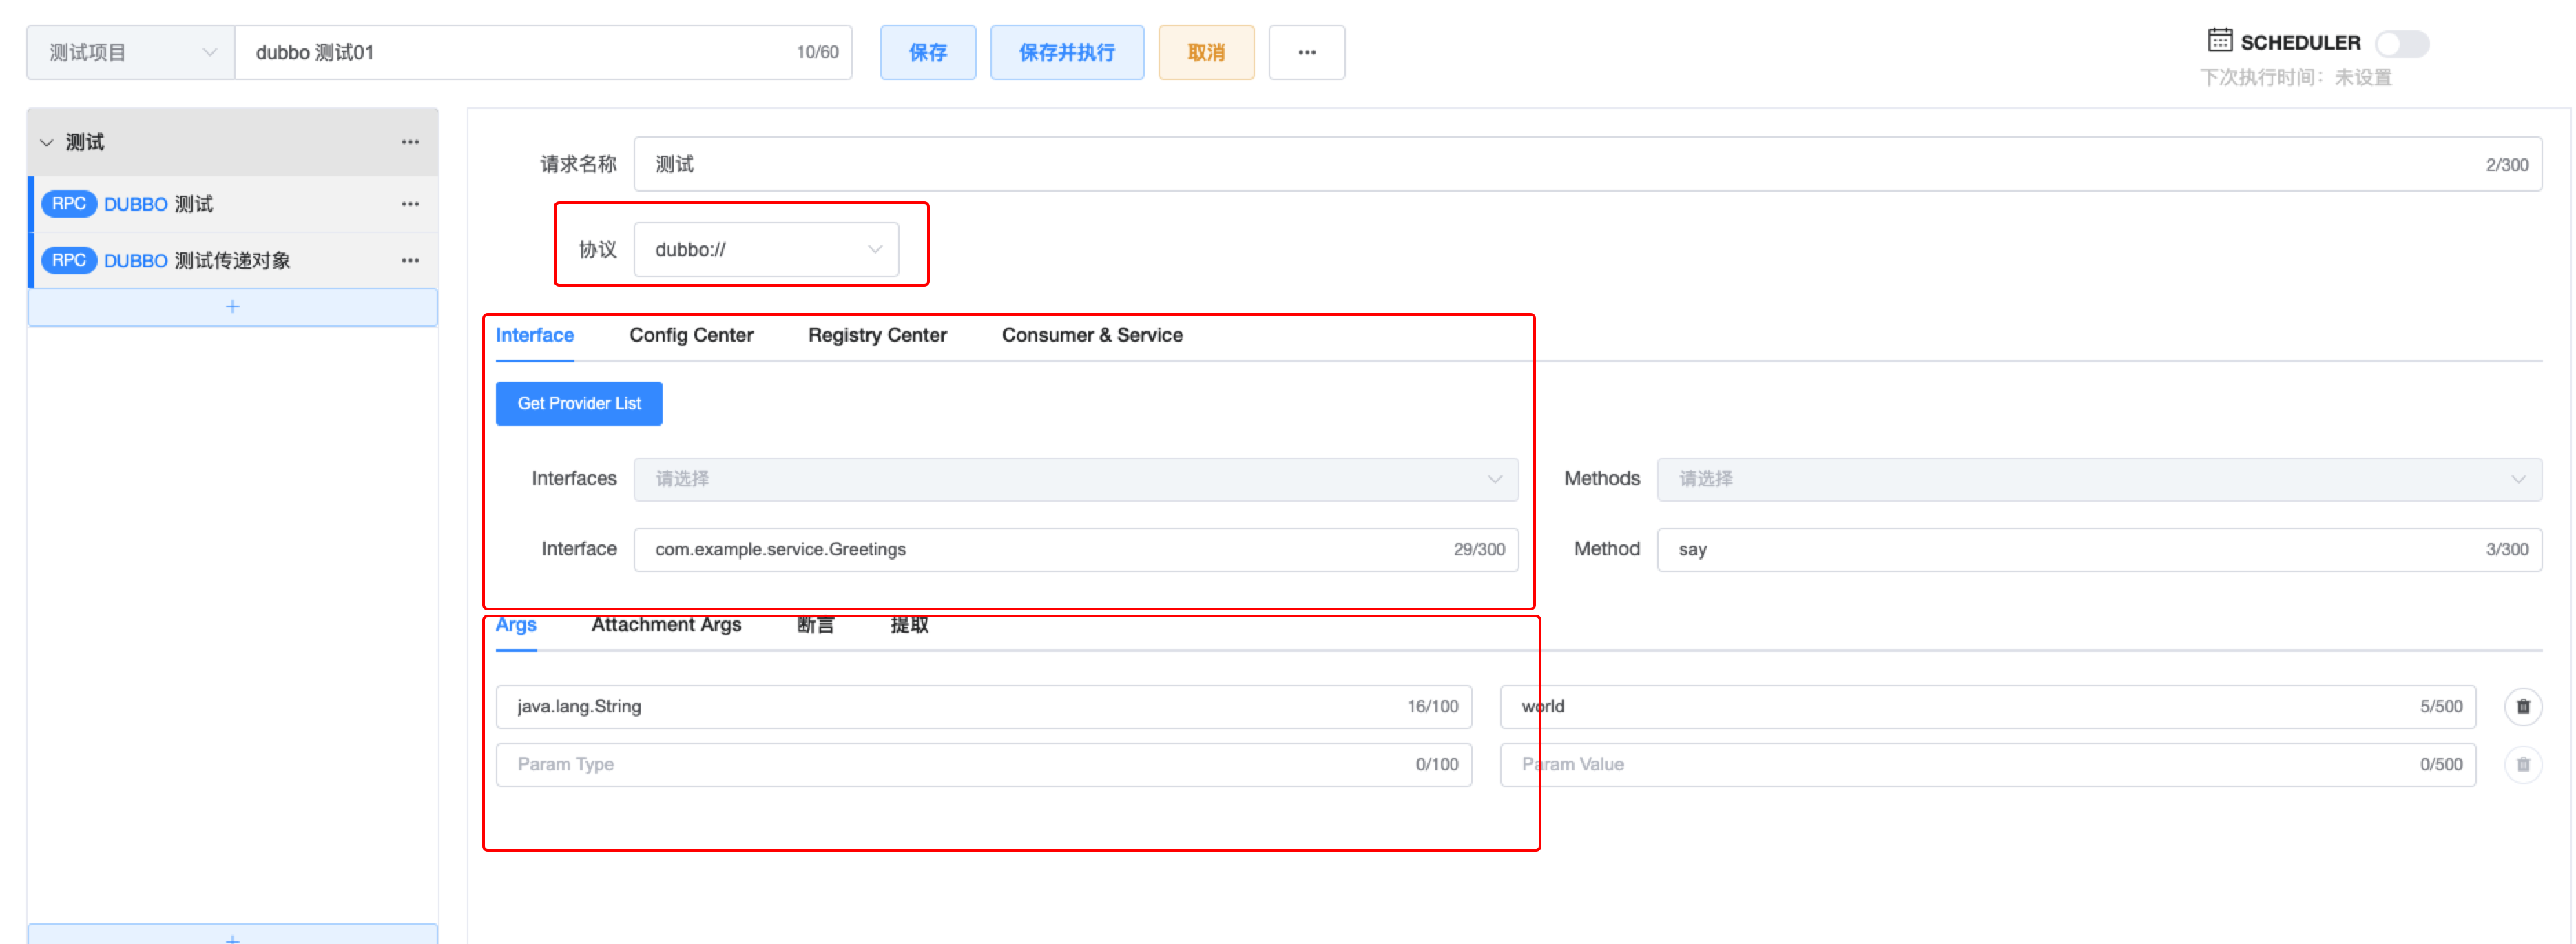 测试项目 dubbo 测试01 10/60 保存 保存并执行 取消 ··· SCHEDULER
下次执行时间：未设置
测试 ···
RPC DUBBO 测试 ···
RPC DUBBO 测试传递对象 ···
+
+
请求名称 测试 2/300
协议 dubbo://
Interface Config Center Registry Center Consumer & Service
Get Provider List
Interfaces 请选择 Methods 请选择
Interface com.example.service.Greetings 29/300 Method say 3/300
Args Attachment Args 断言 提取
java.lang.String 16/100 world 5/500
Param Type 0/100 Param Value 0/500